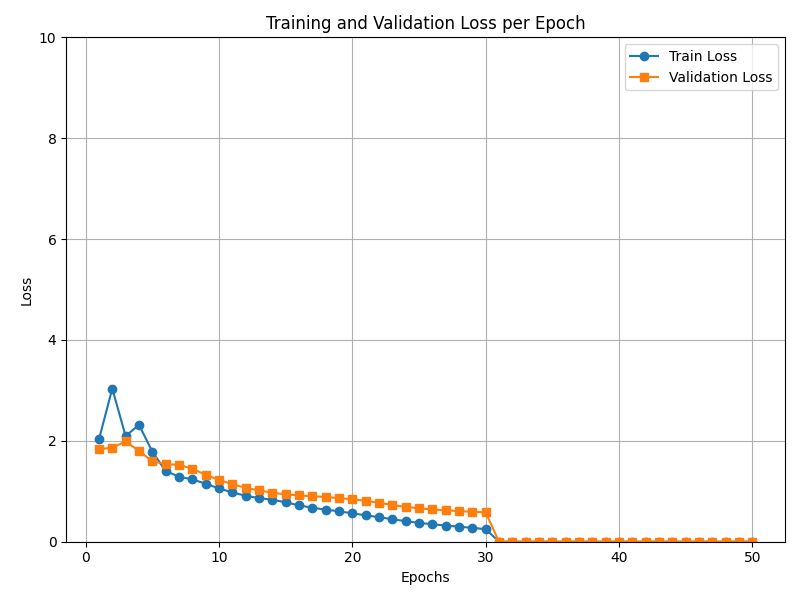 Training and Validation Loss per Epoch
Train Loss
Validation Loss
Loss
10
8
6
4
2
0
0 10 20 30 40 50
Epochs